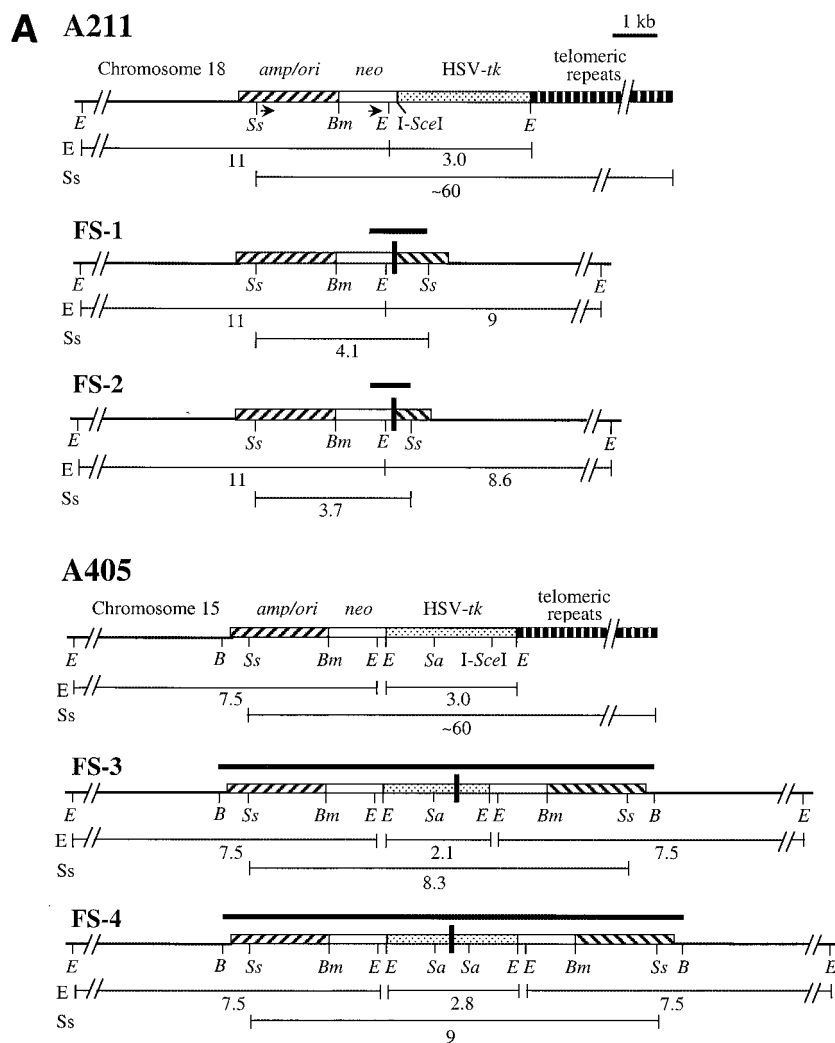 A A211 1 kb
Chromosome 18 amp/ori neo HSV-tk telomeric repeats
E Ss Bm E I-SceI E
E 11 3.0
Ss ~60
FS-1
E Ss Bm E Ss E
E 11 9
Ss 4.1
FS-2
E Ss Bm E Ss E
E 11 8.6
Ss 3.7
A405
Chromosome 15 amp/ori neo HSV-tk telomeric repeats
E B Ss Bm E E Sa I-SceI E
E 7.5 3.0
Ss ~60
FS-3
E B Ss Bm E E Sa E E Bm Ss B E
E 7.5 2.1 7.5
Ss 8.3
FS-4
E B Ss Bm E E Sa Sa E E Bm Ss B E
E 7.5 2.8 7.5
Ss 9